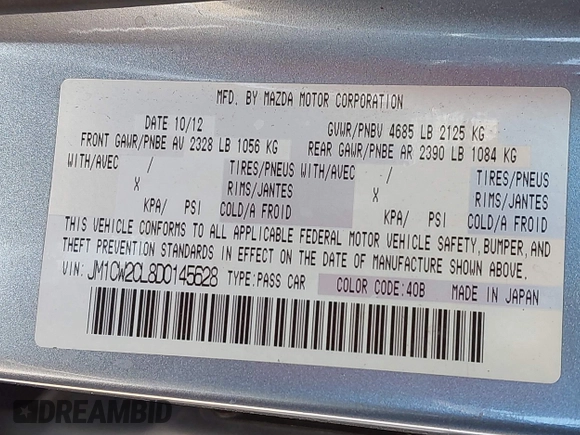 MFD. BY MAZDA MOTOR CORPORATION
DATE 10/12 GVWR/PNBV 4685 LB 2125 KG
FRONT GAWR/PNBE AV 2328 LB 1056 KG REAR GAWR/PNBE AR 2390 LB 1084 KG
WITH/AVEC / TIRES/PNEUS WITH/AVEC / TIRES/PNEUS
X RIMS/JANTES X RIMS/JANTES
KPA/ PSI COLD/A FROID KPA/ PSI COLD/A FROID
THIS VEHICLE CONFORMS TO ALL APPLICABLE FEDERAL MOTOR VEHICLE SAFETY,BUMPER,AND
THEFT PREVENTION STANDARDS IN EFFECT ON THE DATE OF MANUFACTURE SHOWN ABOVE.
VIN: JM1CW2CL8D0145628 TYPE:PASS CAR COLOR CODE:40B MADE IN JAPAN
DREAMBID